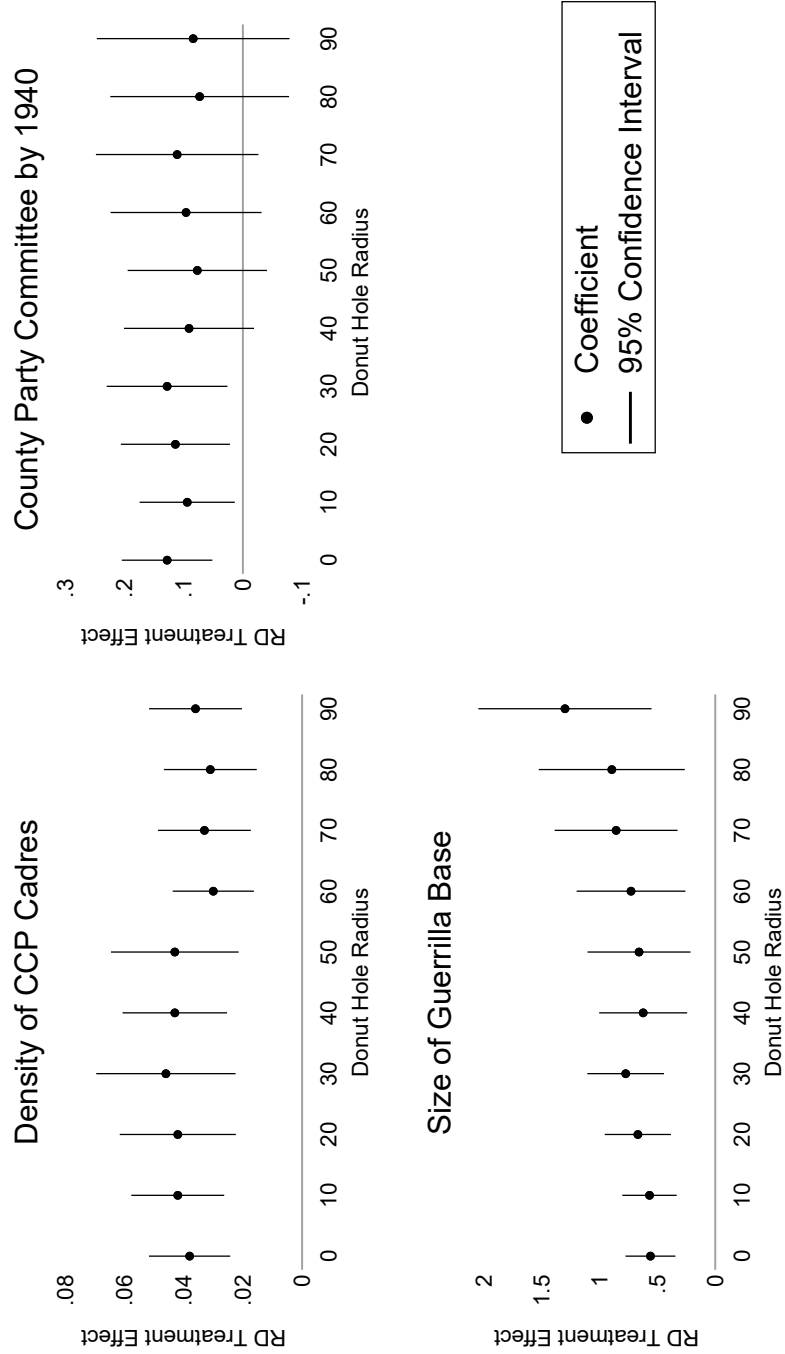 Density of CCP Cadres
RD Treatment Effect
.08
.06
.04
.02
0
0 10 20 30 40 50 60 70 80 90
Donut Hole Radius
County Party Committee by 1940
RD Treatment Effect
.3
.2
.1
0
-.1
0 10 20 30 40 50 60 70 80 90
Donut Hole Radius
Size of Guerrilla Base
RD Treatment Effect
2
1.5
1
.5
0
0 10 20 30 40 50 60 70 80 90
Donut Hole Radius
Coefficient
95% Confidence Interval